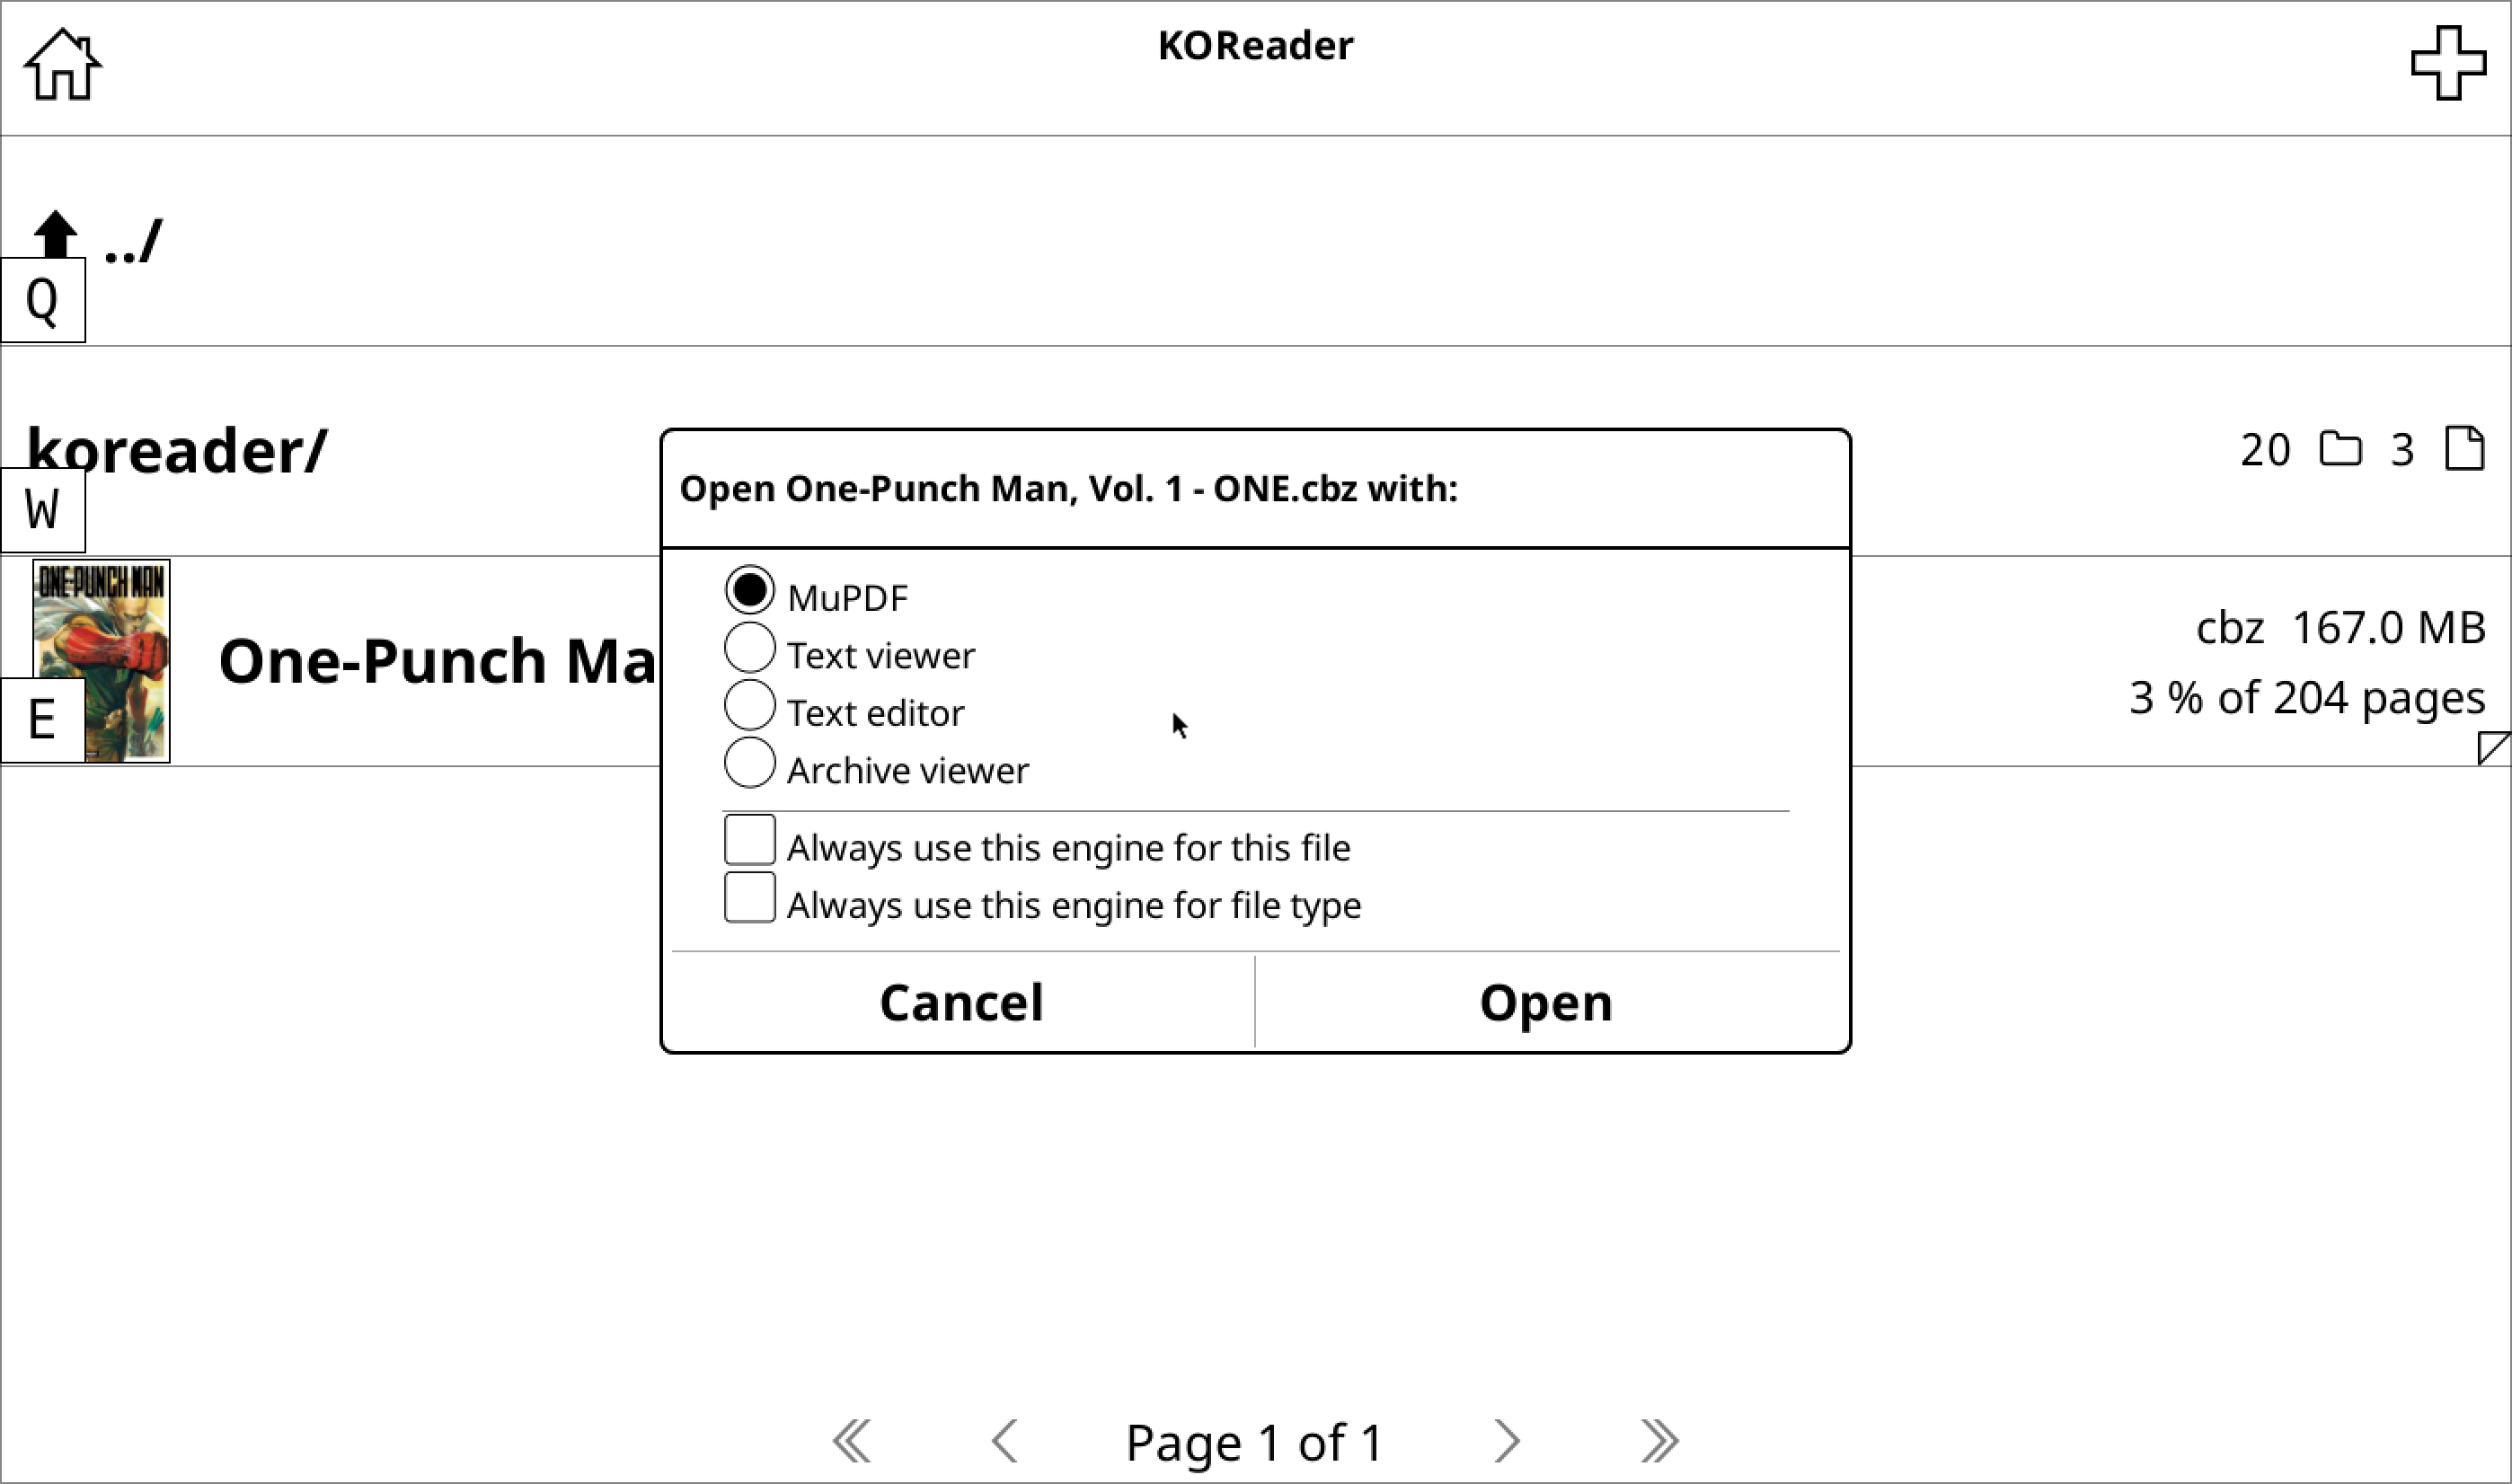 KOReader
../
Q
koreader/
20 3
W
ONE-PUNCH MAN
One-Punch Ma
cbz 167.0 MB
3 % of 204 pages
E
Open One-Punch Man, Vol. 1 - ONE.cbz with:
MuPDF
Text viewer
Text editor
Archive viewer
Always use this engine for this file
Always use this engine for file type
Cancel
Open
Page 1 of 1